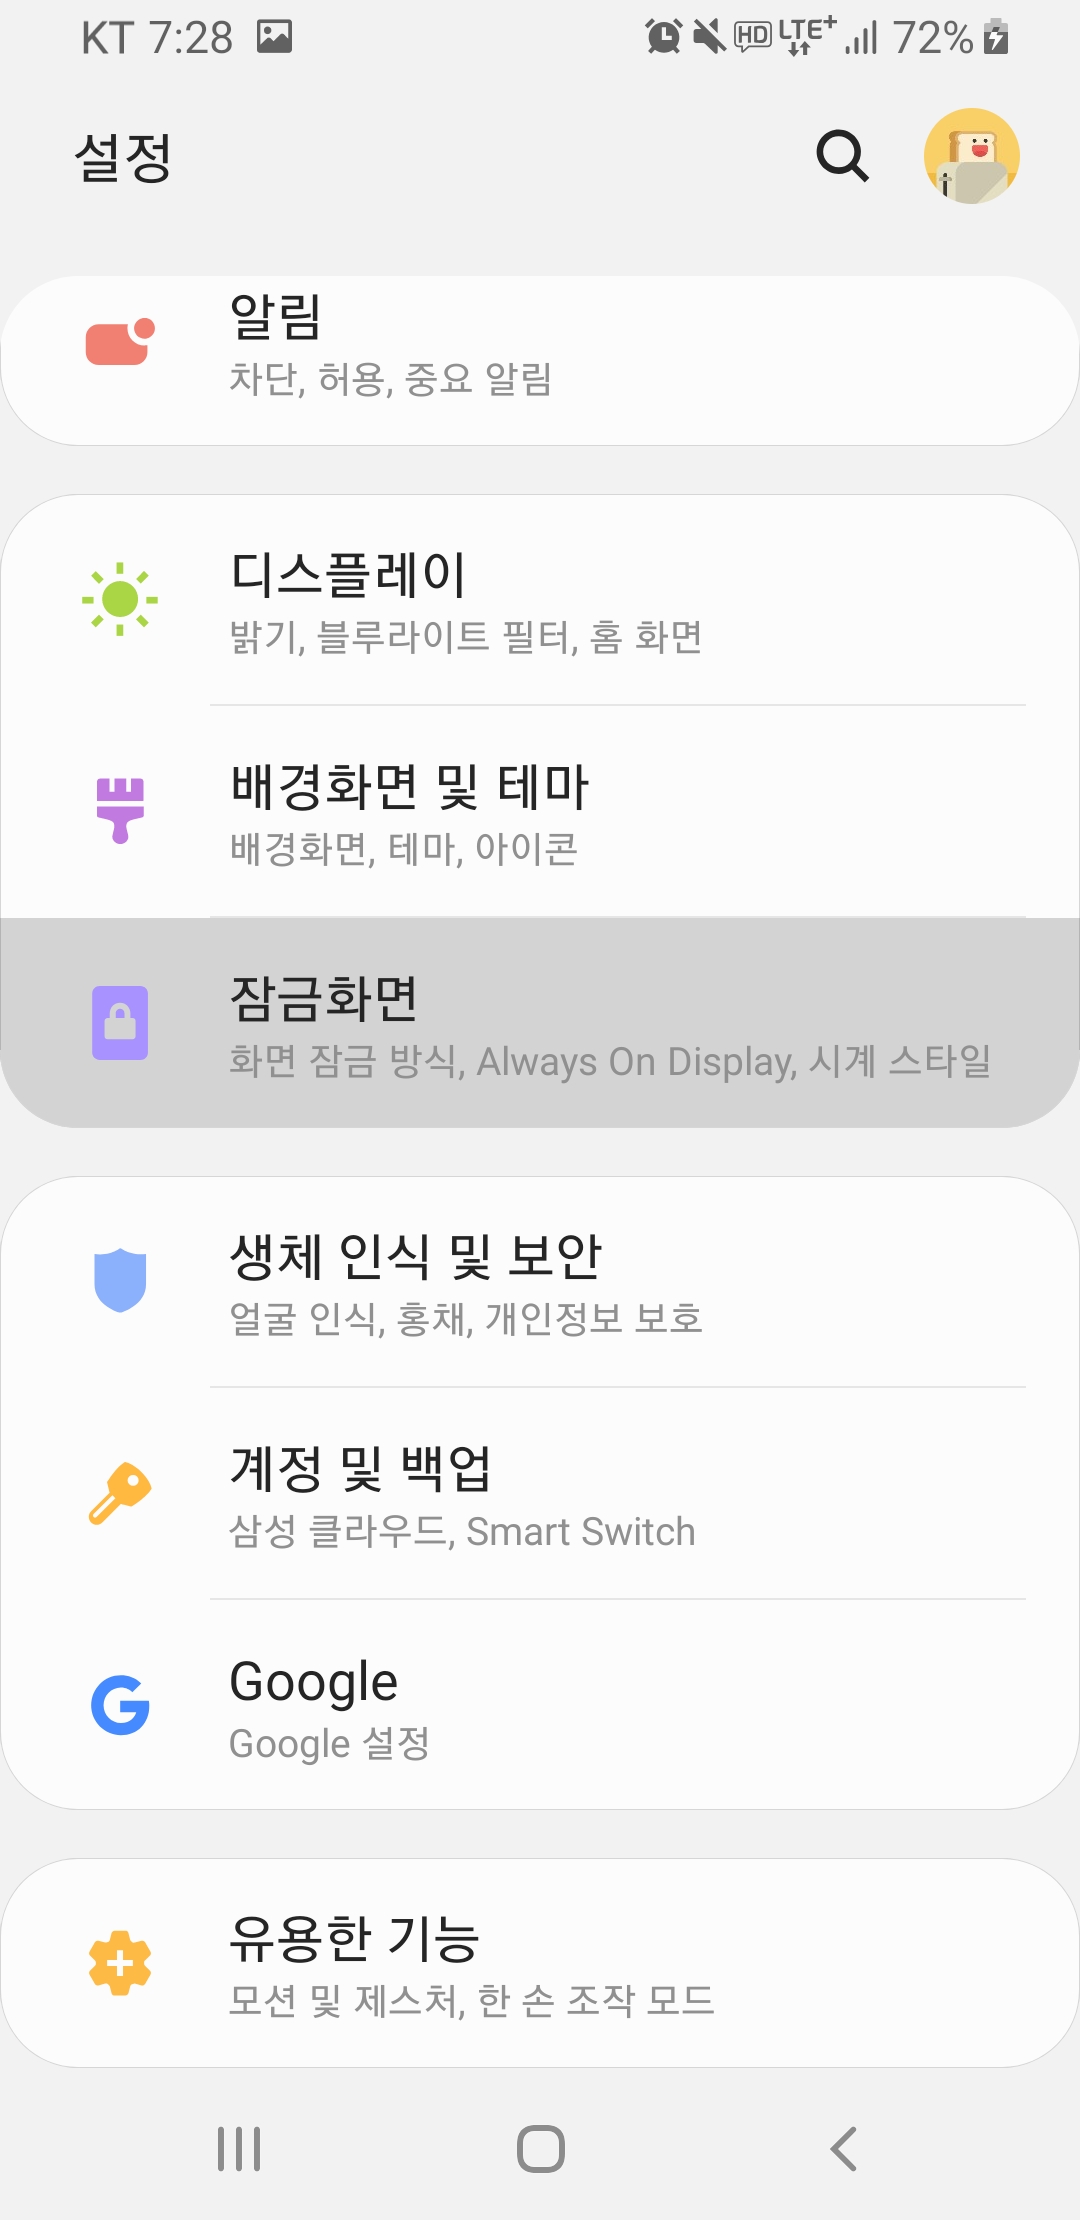 KT 7:28 HD LTE+ 72%
설정
알림
차단, 허용, 중요 알림
디스플레이
밝기, 블루라이트 필터, 홈 화면
배경화면 및 테마
배경화면, 테마, 아이콘
잠금화면
화면 잠금 방식, Always On Display, 시계 스타일
생체 인식 및 보안
얼굴 인식, 홍채, 개인정보 보호
계정 및 백업
삼성 클라우드, Smart Switch
Google
Google 설정
유용한 기능
모션 및 제스처, 한 손 조작 모드